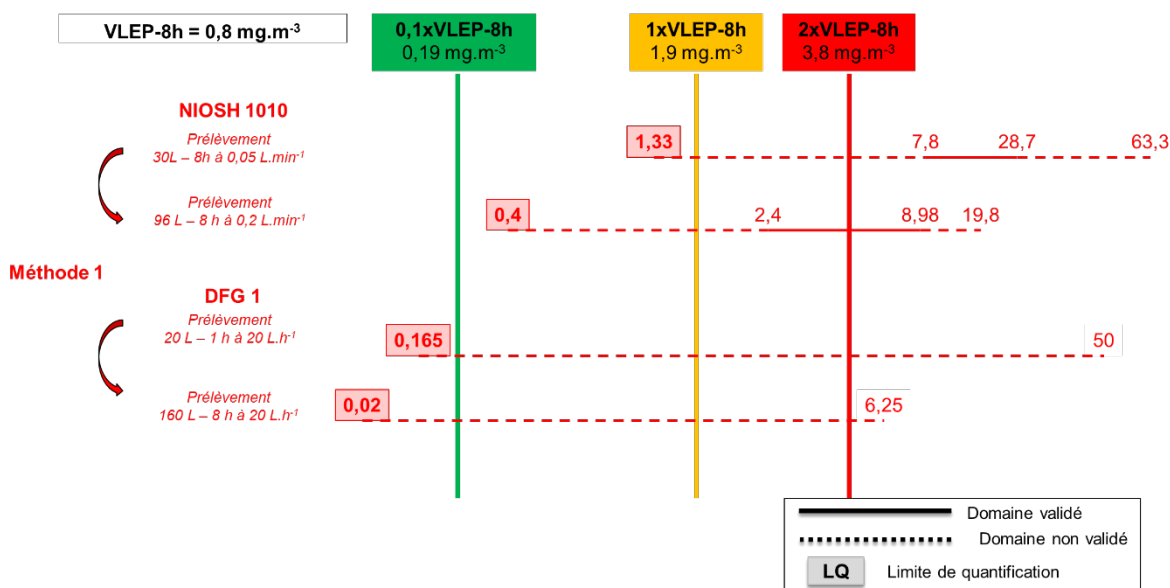 VLEP-8h = 0,8 mg.m-3
0,1xVLEP-8h
0,19 mg.m-3
1xVLEP-8h
1,9 mg.m-3
2xVLEP-8h
3,8 mg.m-3
NIOSH 1010
Prélèvement
30L – 8h à 0,05 L.min-1
1,33
7,8
28,7
63,3
Prélèvement
96 L – 8 h à 0,2 L.min-1
0,4
2,4
8,98
19,8
Méthode 1
DFG 1
Prélèvement
20 L – 1 h à 20 L.h-1
0,165
50
Prélèvement
160 L – 8 h à 20 L.h-1
0,02
6,25
Domaine validé
Domaine non validé
LQ
Limite de quantification